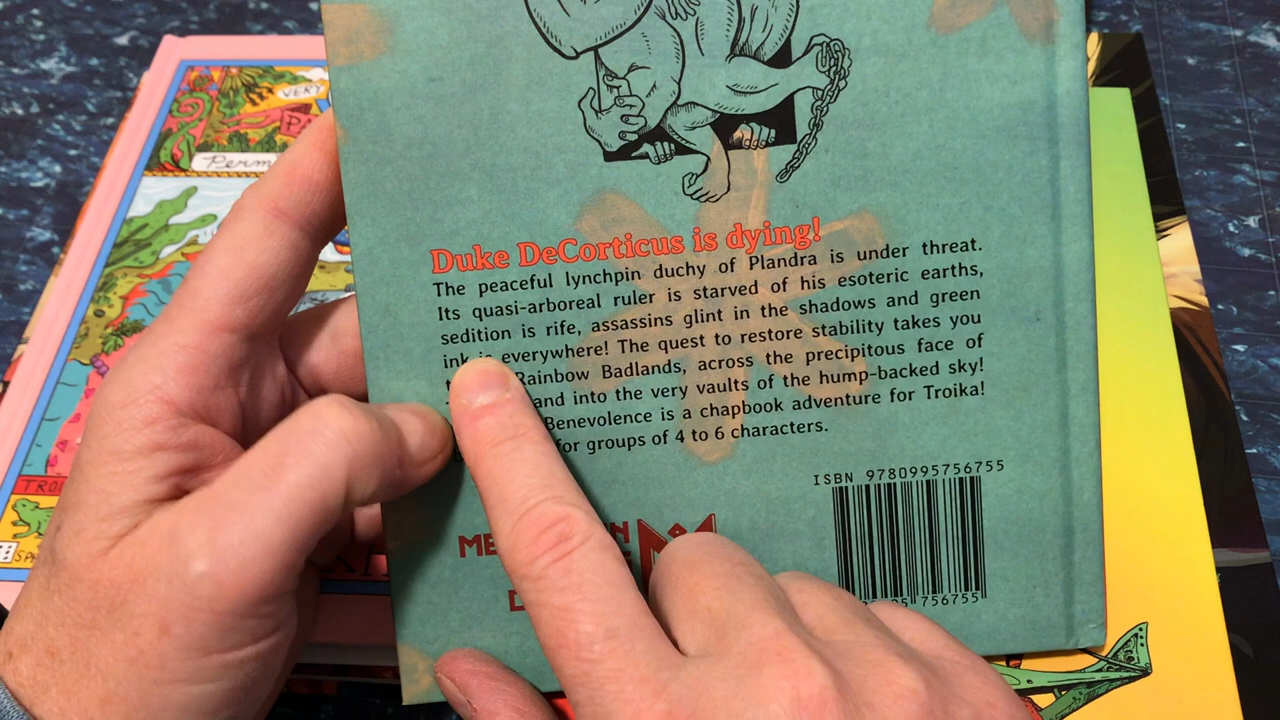 VERY
Perm
Duke DeCorticus is dying!
The peaceful lynchpin duchy of Plandra is under threat.
Its quasi-arboreal ruler is starved of his esoteric earths,
sedition is rife, assassins glint in the shadows and green
ink is everywhere! The quest to restore stability takes you
Rainbow Badlands, across the precipitous face of
and into the very vaults of the hump-backed sky!
Benevolence is a chapbook adventure for Troika!
for groups of 4 to 6 characters.
ISBN 9780995756755
756755